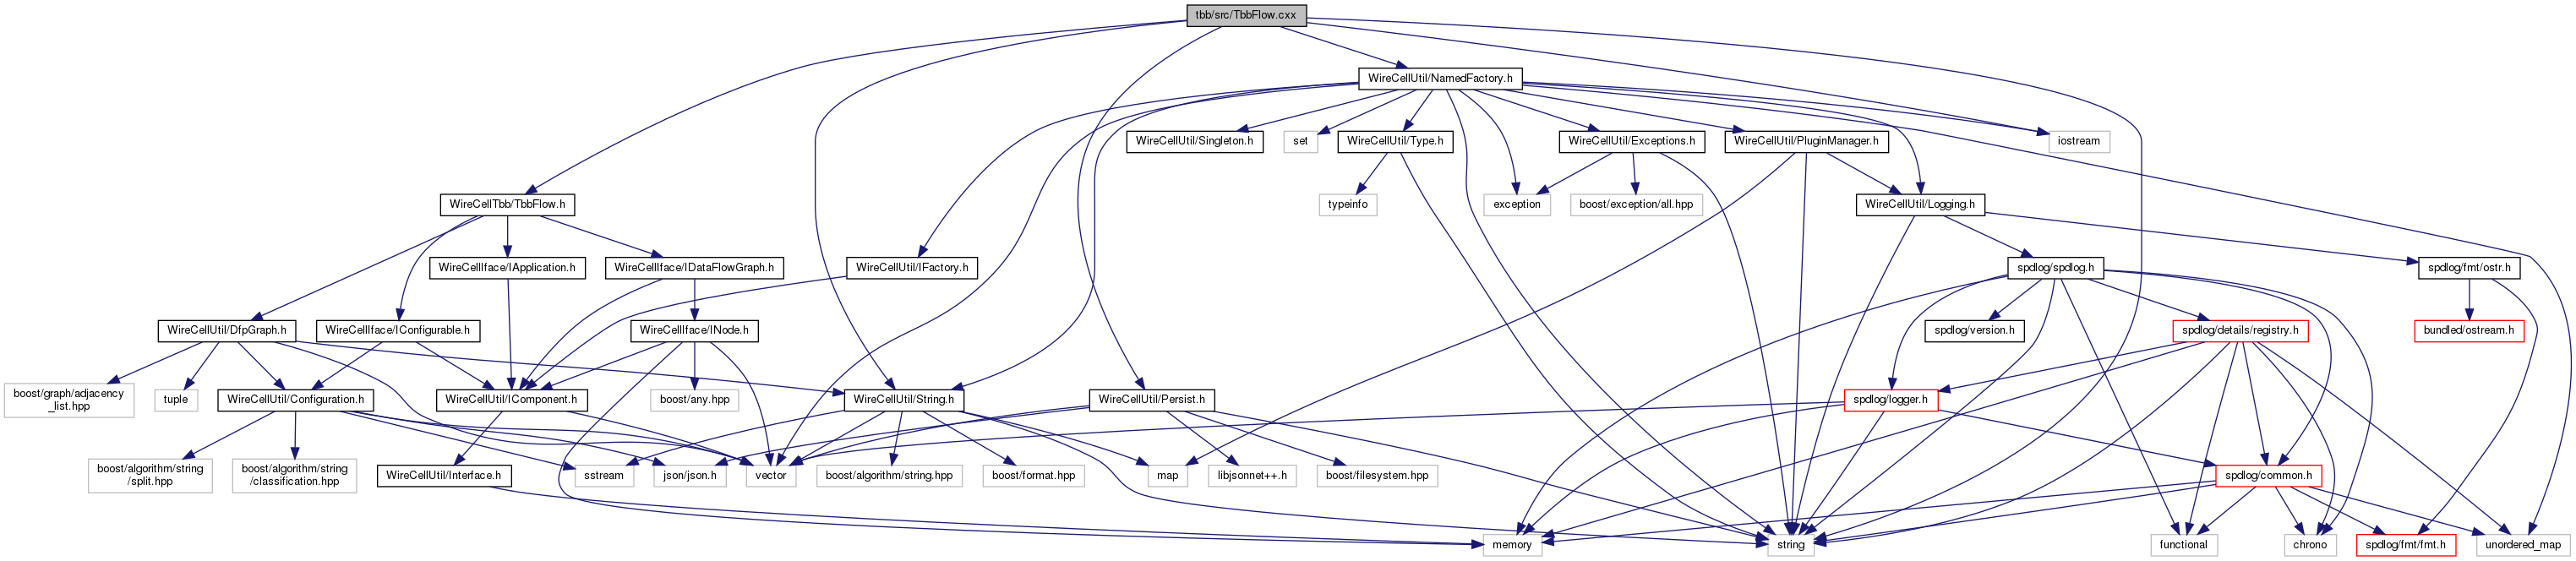 tbb/src/TbbFlow.cxx
WireCellUtil/NamedFactory.h
WireCellUtil/Singleton.h
set
WireCellUtil/Type.h
WireCellUtil/Exceptions.h
WireCellUtil/PluginManager.h
iostream
WireCellTbb/TbbFlow.h
typeinfo
exception
boost/exception/all.hpp
WireCellUtil/Logging.h
WireCellIface/IApplication.h
WireCellIface/IDataFlowGraph.h
WireCellUtil/IFactory.h
spdlog/spdlog.h
spdlog/fmt/ostr.h
WireCellUtil/DfpGraph.h
WireCellIface/IConfigurable.h
WireCellIface/INode.h
spdlog/version.h
spdlog/details/registry.h
bundled/ostream.h
boost/graph/adjacency
_list.hpp
tuple
WireCellUtil/Configuration.h
WireCellUtil/IComponent.h
boost/any.hpp
WireCellUtil/String.h
WireCellUtil/Persist.h
spdlog/logger.h
boost/algorithm/string
/split.hpp
boost/algorithm/string
/classification.hpp
WireCellUtil/Interface.h
sstream
json/json.h
vector
boost/algorithm/string.hpp
boost/format.hpp
map
libjsonnet++.h
boost/filesystem.hpp
spdlog/common.h
memory
string
functional
chrono
spdlog/fmt/fmt.h
unordered_map